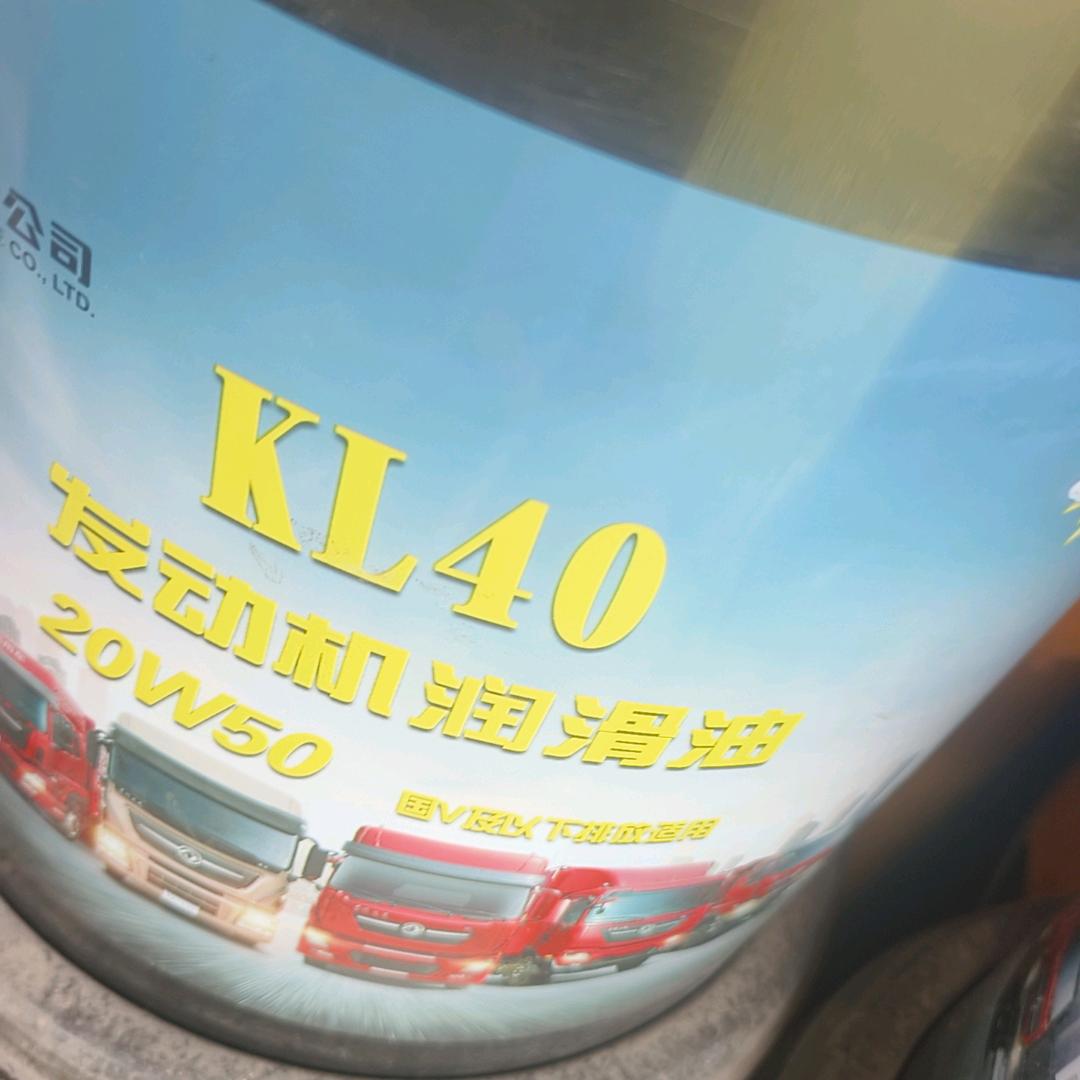 公司
CO., LTD.
KL40
发动机润滑油
20W50
国V及以下排放适用